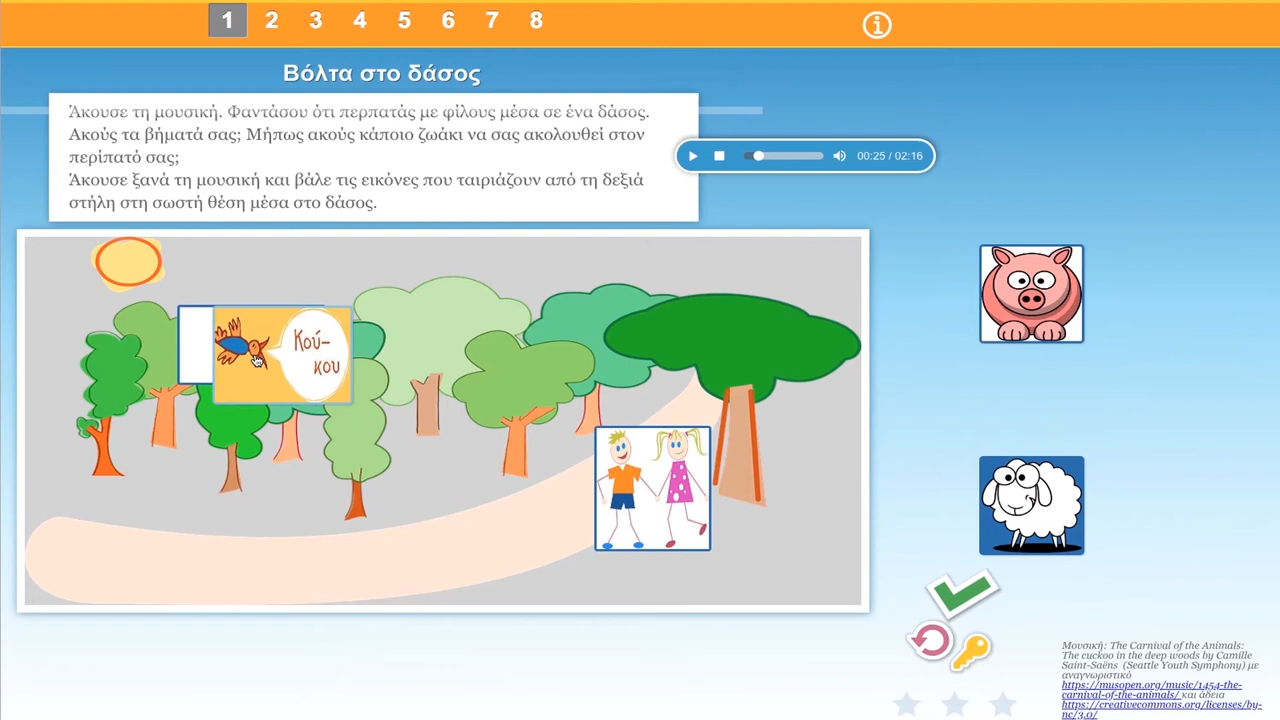 1 2 3 4 5 6 7 8
Βόλτα στο δάσος
Άκουσε τη μουσική. Φαντάσου ότι περπατάς με φίλους μέσα σε ένα δάσος.
Ακούς τα βήματά σας; Μήπως ακούς κάποιο ζωάκι να σας ακολουθεί στον
περίπατό σας;
Άκουσε ξανά τη μουσική και βάλε τις εικόνες που ταιριάζουν από τη δεξιά
στήλη στη σωστή θέση μέσα στο δάσος.
00:25 / 02:16
Κού-
κου
Μουσική: The Carnival of the Animals:
The cuckoo in the deep woods by Camille
Saint-Saëns (Seattle Youth Symphony) με
αναγνωριστικό
https://musopen.org/music/1454-the-
carnival-of-the-animals/ και άδεια
https://creativecommons.org/licenses/by-
nc/3.0/